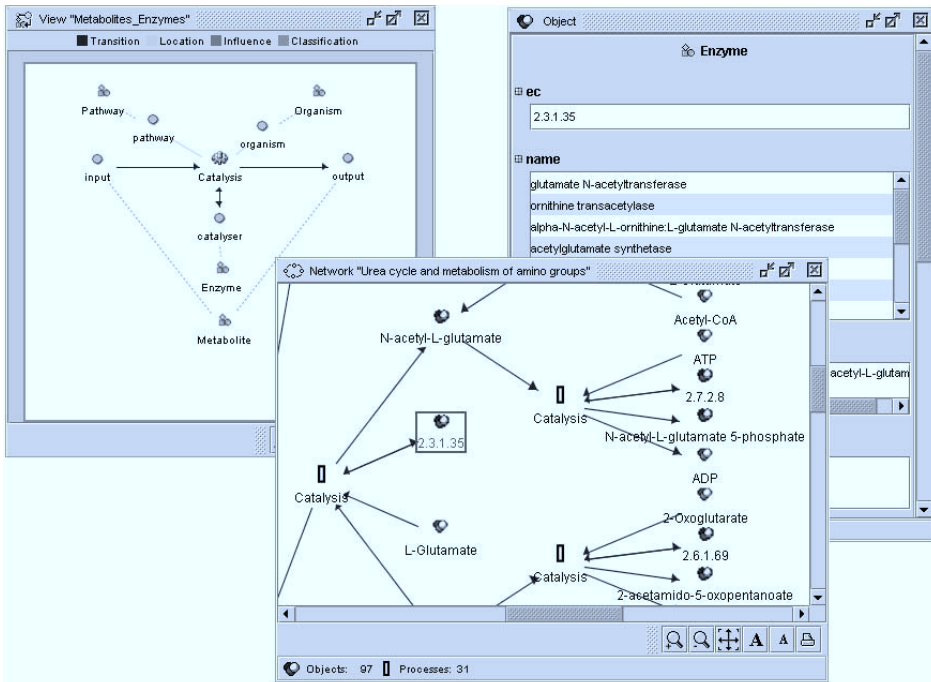 View "Metabolites_Enzymes"
Transition Location Influence Classification
Pathway
Organism
pathway
organism
input
Catalysis
output
catalyser
Enzyme
Metabolite
Object
Enzyme
ec
2.3.1.35
name
glutamate N-acetyltransferase
ornithine transacetylase
alpha-N-acetyl-L-ornithine:L-glutamate N-acetyltransferase
acetylglutamate synthetase
acetyl-L-glutam
Network "Urea cycle and metabolism of amino groups"
Acetyl-CoA
N-acetyl-L-glutamate
ATP
2.7.2.8
Catalysis
N-acetyl-L-glutamate 5-phosphate
2.3.1.35
ADP
Catalysis
2-Oxoglutarate
L-Glutamate
2.6.1.69
Catalysis
2-acetamido-5-oxopentanoate
A A
Objects: 97 Processes: 31